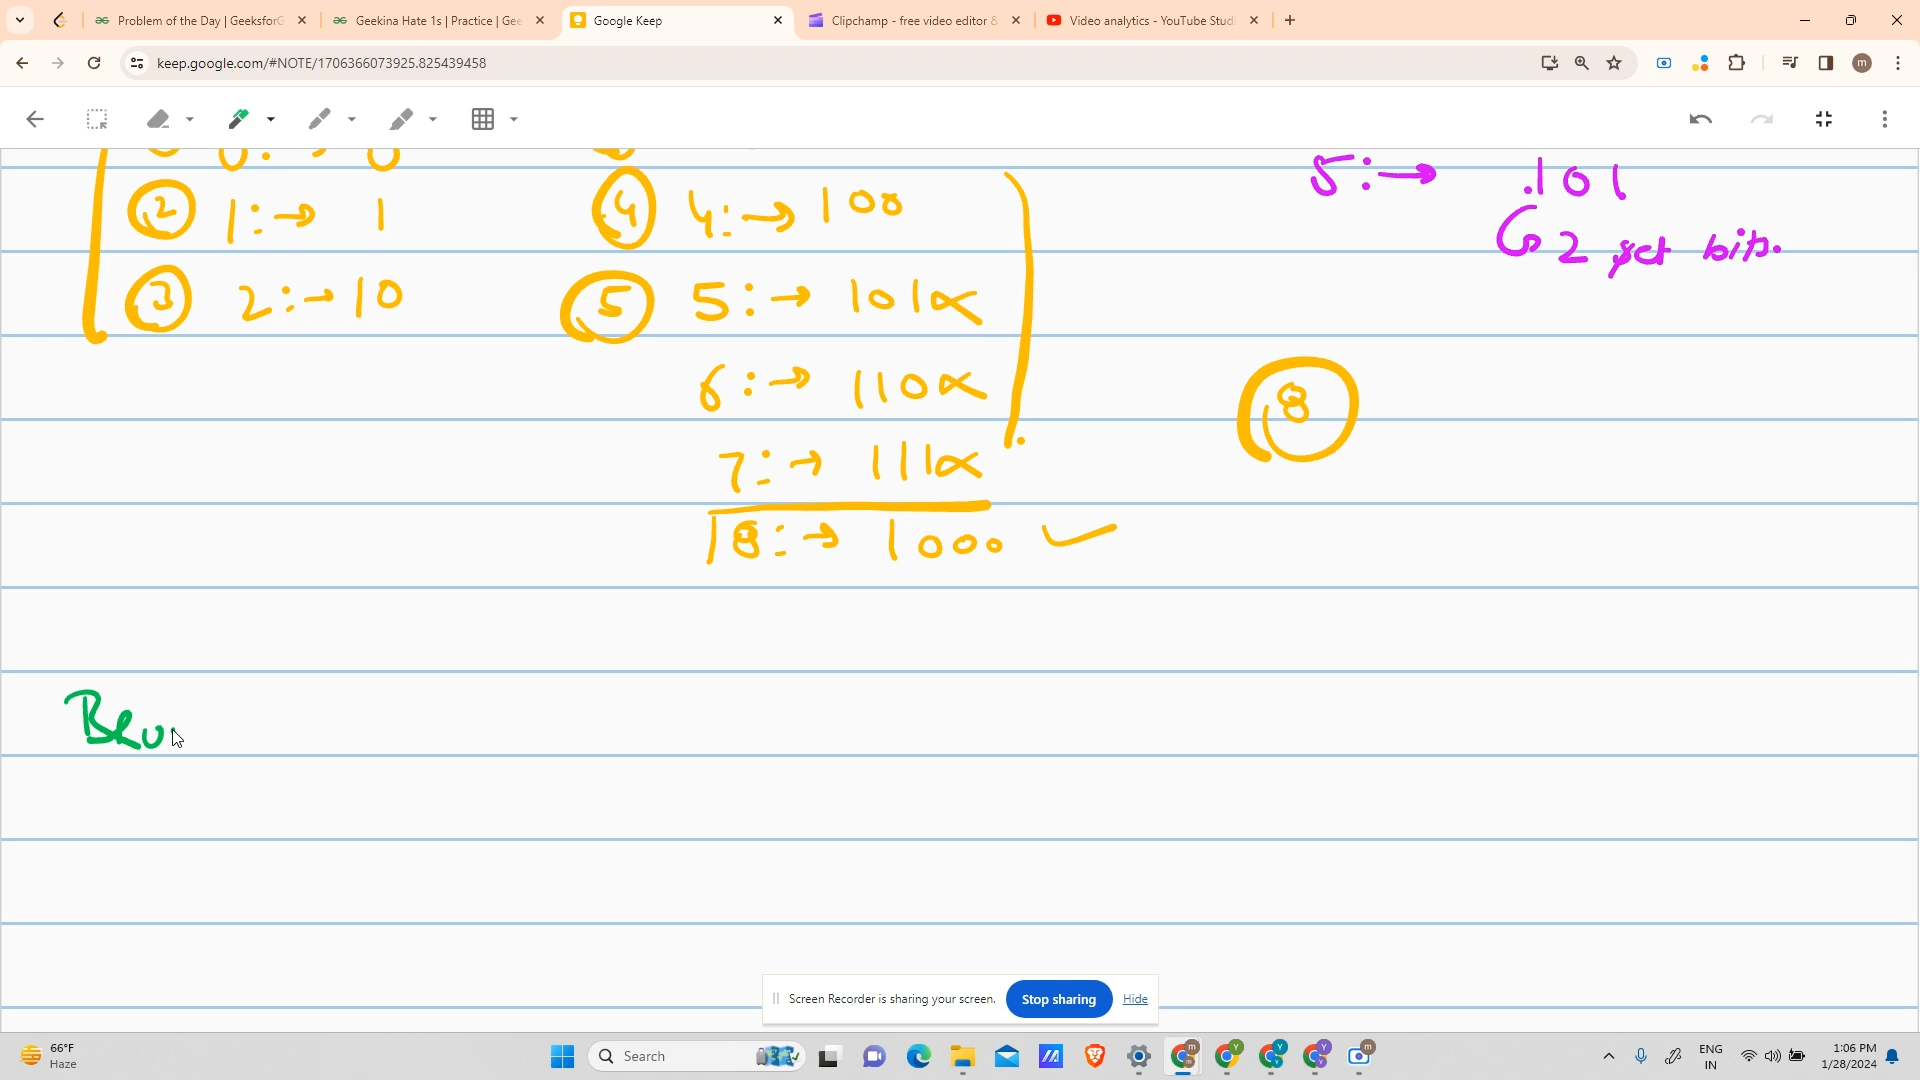 Problem of the Day | GeeksforG
Geekina Hate 1s | Practice | Gee
Google Keep
Clipchamp - free video editor &
Video analytics - YouTube Studi
keep.google.com/#NOTE/1706366073925.825439458
m
0:→ 0
2 1:→ 1
4 4:→ 100
5:→ .101
2 set bits.
3 2:→10
5 5:→ 101×
6:→ 110×
8
7:→ 111×
8:→ 1000 ✓
Bru
Screen Recorder is sharing your screen.
Stop sharing
Hide
66°F
Haze
Search
ENG
IN
1:06 PM
1/28/2024